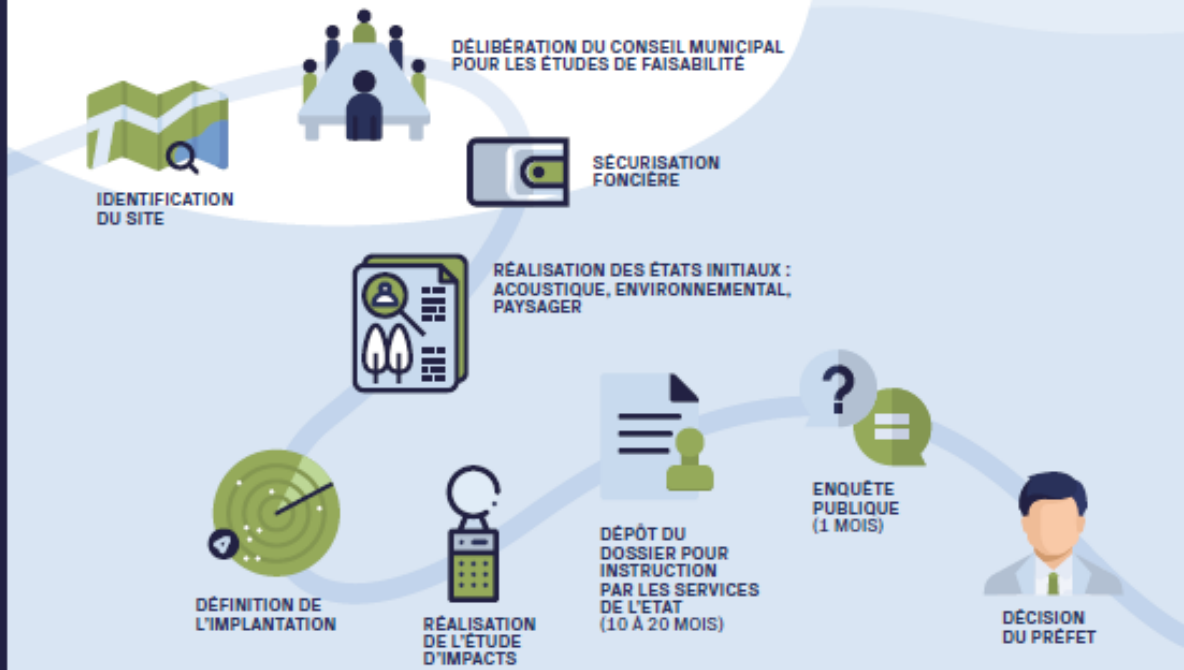 IDENTIFICATION
DU SITE
DÉLIBÉRATION DU CONSEIL MUNICIPAL
POUR LES ÉTUDES DE FAISABILITÉ
SÉCURISATION
FONCIÈRE
RÉALISATION DES ÉTATS INITIAUX :
ACOUSTIQUE, ENVIRONNEMENTAL,
PAYSAGER
DÉFINITION DE
L'IMPLANTATION
RÉALISATION
DE L'ÉTUDE
D'IMPACTS
DÉPÔT DU
DOSSIER POUR
INSTRUCTION
PAR LES SERVICES
DE L'ETAT
(10 À 20 MOIS)
?
ENQUÊTE
PUBLIQUE
(1 MOIS)
DÉCISION
DU PRÉFET